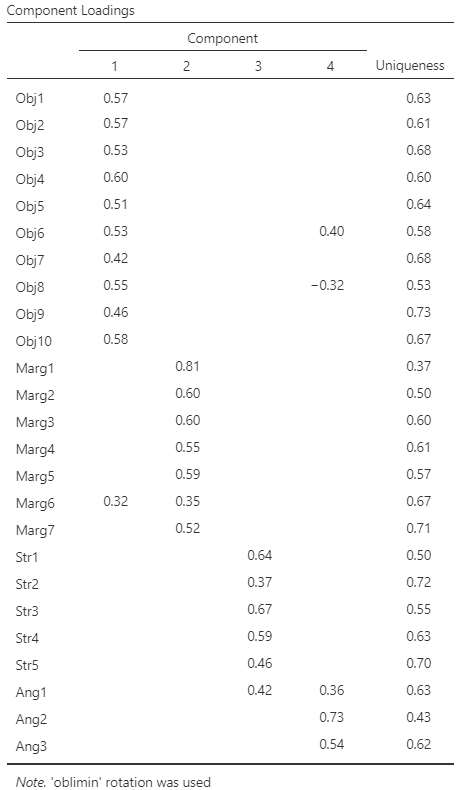 Component Loadings
Component
1 2 3 4 Uniqueness
Obj1 0.57 0.63
Obj2 0.57 0.61
Obj3 0.53 0.68
Obj4 0.60 0.60
Obj5 0.51 0.64
Obj6 0.53 0.40 0.58
Obj7 0.42 0.68
Obj8 0.55 −0.32 0.53
Obj9 0.46 0.73
Obj10 0.58 0.67
Marg1 0.81 0.37
Marg2 0.60 0.50
Marg3 0.60 0.60
Marg4 0.55 0.61
Marg5 0.59 0.57
Marg6 0.32 0.35 0.67
Marg7 0.52 0.71
Str1 0.64 0.50
Str2 0.37 0.72
Str3 0.67 0.55
Str4 0.59 0.63
Str5 0.46 0.70
Ang1 0.42 0.36 0.63
Ang2 0.73 0.43
Ang3 0.54 0.62
Note. 'oblimin' rotation was used